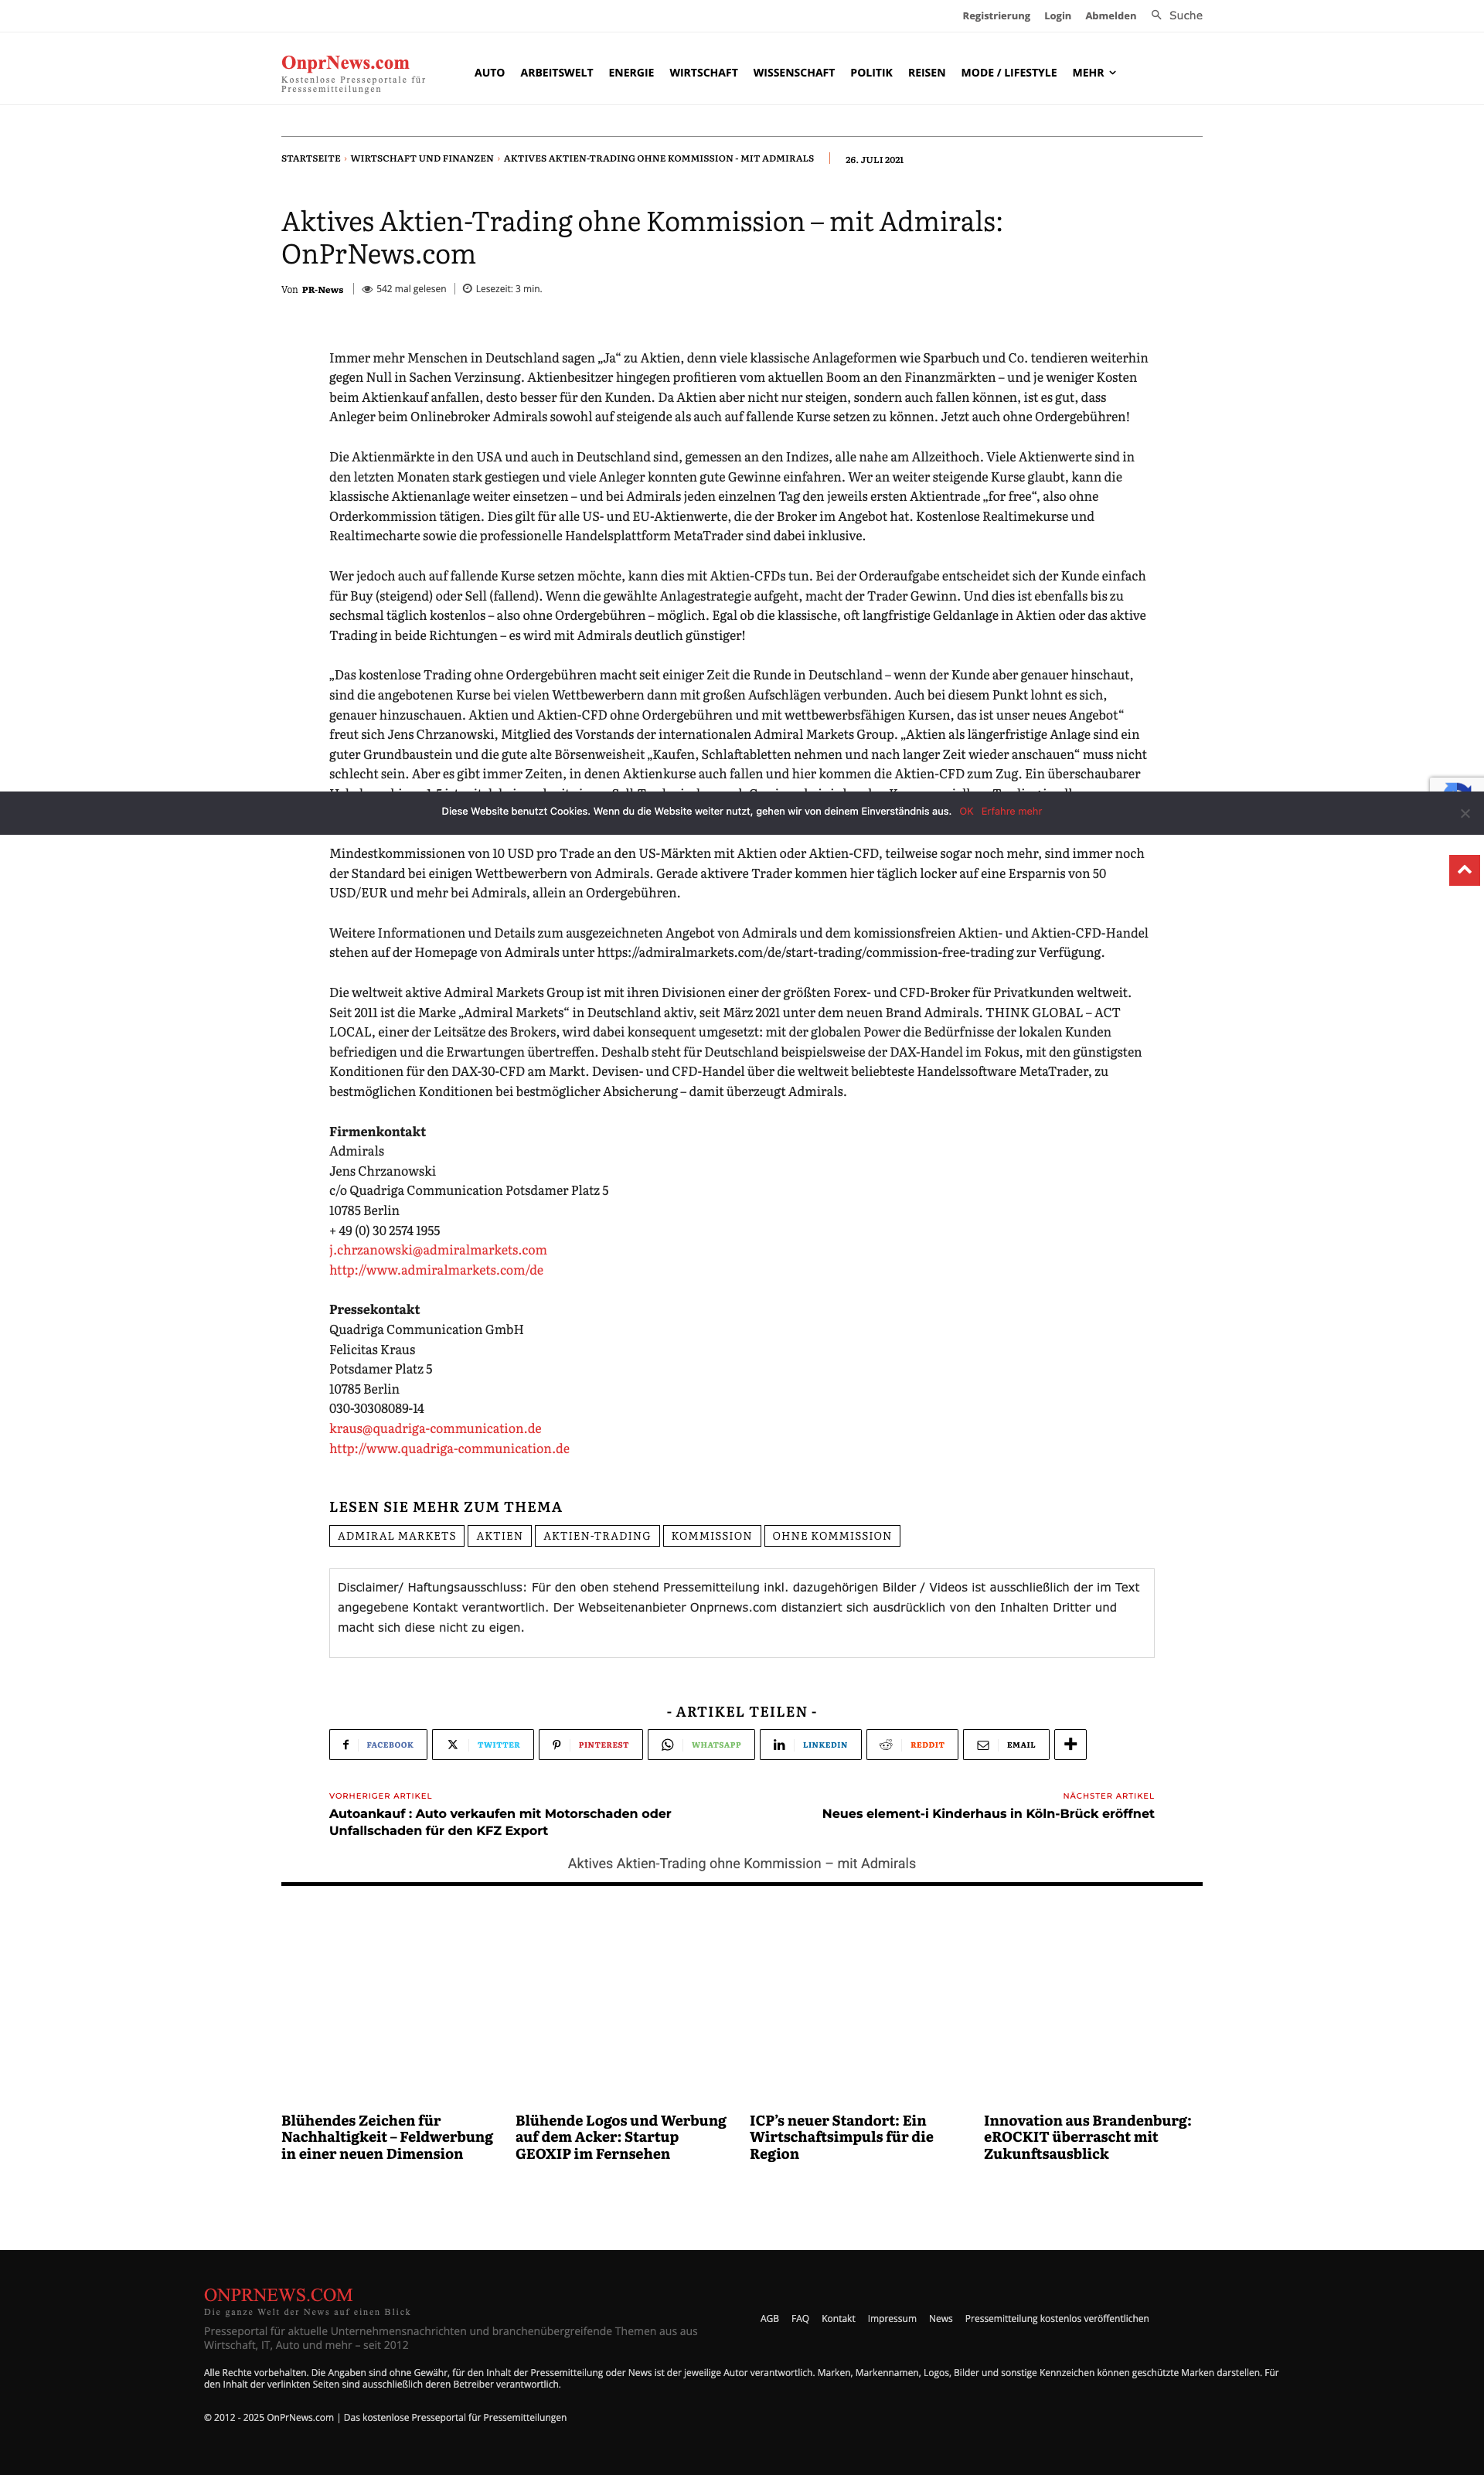 Registrierung Login Abmelden Suche
OnprNews.com
Kostenlose Presseportale für
Presssemitteilungen
AUTO ARBEITSWELT ENERGIE WIRTSCHAFT WISSENSCHAFT POLITIK REISEN MODE / LIFESTYLE MEHR
STARTSEITE › WIRTSCHAFT UND FINANZEN › AKTIVES AKTIEN-TRADING OHNE KOMMISSION - MIT ADMIRALS
26. JULI 2021
Aktives Aktien-Trading ohne Kommission – mit Admirals:
OnPrNews.com
Von PR-News 542 mal gelesen Lesezeit: 3 min.
Immer mehr Menschen in Deutschland sagen „Ja“ zu Aktien, denn viele klassische Anlageformen wie Sparbuch und Co. tendieren weiterhin
gegen Null in Sachen Verzinsung. Aktienbesitzer hingegen profitieren vom aktuellen Boom an den Finanzmärkten – und je weniger Kosten
beim Aktienkauf anfallen, desto besser für den Kunden. Da Aktien aber nicht nur steigen, sondern auch fallen können, ist es gut, dass
Anleger beim Onlinebroker Admirals sowohl auf steigende als auch auf fallende Kurse setzen zu können. Jetzt auch ohne Ordergebühren!
Die Aktienmärkte in den USA und auch in Deutschland sind, gemessen an den Indizes, alle nahe am Allzeithoch. Viele Aktienwerte sind in
den letzten Monaten stark gestiegen und viele Anleger konnten gute Gewinne einfahren. Wer an weiter steigende Kurse glaubt, kann die
klassische Aktienanlage weiter einsetzen – und bei Admirals jeden einzelnen Tag den jeweils ersten Aktientrade „for free“, also ohne
Orderkommission tätigen. Dies gilt für alle US- und EU-Aktienwerte, die der Broker im Angebot hat. Kostenlose Realtimekurse und
Realtimecharte sowie die professionelle Handelsplattform MetaTrader sind dabei inklusive.
Wer jedoch auch auf fallende Kurse setzen möchte, kann dies mit Aktien-CFDs tun. Bei der Orderaufgabe entscheidet sich der Kunde einfach
für Buy (steigend) oder Sell (fallend). Wenn die gewählte Anlagestrategie aufgeht, macht der Trader Gewinn. Und dies ist ebenfalls bis zu
sechsmal täglich kostenlos – also ohne Ordergebühren – möglich. Egal ob die klassische, oft langfristige Geldanlage in Aktien oder das aktive
Trading in beide Richtungen – es wird mit Admirals deutlich günstiger!
„Das kostenlose Trading ohne Ordergebühren macht seit einiger Zeit die Runde in Deutschland – wenn der Kunde aber genauer hinschaut,
sind die angebotenen Kurse bei vielen Wettbewerbern dann mit großen Aufschlägen verbunden. Auch bei diesem Punkt lohnt es sich,
genauer hinzuschauen. Aktien und Aktien-CFD ohne Ordergebühren und mit wettbewerbsfähigen Kursen, das ist unser neues Angebot“
freut sich Jens Chrzanowski, Mitglied des Vorstands der internationalen Admiral Markets Group. „Aktien als längerfristige Anlage sind ein
guter Grundbaustein und die gute alte Börsenweisheit „Kaufen, Schlaftabletten nehmen und nach langer Zeit wieder anschauen“ muss nicht
schlecht sein. Aber es gibt immer Zeiten, in denen Aktienkurse auch fallen und hier kommen die Aktien-CFD zum Zug. Ein überschaubarer
Diese Website benutzt Cookies. Wenn du die Website weiter nutzt, gehen wir von deinem Einverständnis aus. OK Erfahre mehr
Mindestkommissionen von 10 USD pro Trade an den US-Märkten mit Aktien oder Aktien-CFD, teilweise sogar noch mehr, sind immer noch
der Standard bei einigen Wettbewerbern von Admirals. Gerade aktivere Trader kommen hier täglich locker auf eine Ersparnis von 50
USD/EUR und mehr bei Admirals, allein an Ordergebühren.
Weitere Informationen und Details zum ausgezeichneten Angebot von Admirals und dem komissionsfreien Aktien- und Aktien-CFD-Handel
stehen auf der Homepage von Admirals unter https://admiralmarkets.com/de/start-trading/commission-free-trading zur Verfügung.
Die weltweit aktive Admiral Markets Group ist mit ihren Divisionen einer der größten Forex- und CFD-Broker für Privatkunden weltweit.
Seit 2011 ist die Marke „Admiral Markets“ in Deutschland aktiv, seit März 2021 unter dem neuen Brand Admirals. THINK GLOBAL – ACT
LOCAL, einer der Leitsätze des Brokers, wird dabei konsequent umgesetzt: mit der globalen Power die Bedürfnisse der lokalen Kunden
befriedigen und die Erwartungen übertreffen. Deshalb steht für Deutschland beispielsweise der DAX-Handel im Fokus, mit den günstigsten
Konditionen für den DAX-30-CFD am Markt. Devisen- und CFD-Handel über die weltweit beliebteste Handelssoftware MetaTrader, zu
bestmöglichen Konditionen bei bestmöglicher Absicherung – damit überzeugt Admirals.
Firmenkontakt
Admirals
Jens Chrzanowski
c/o Quadriga Communication Potsdamer Platz 5
10785 Berlin
+ 49 (0) 30 2574 1955
j.chrzanowski@admiralmarkets.com
http://www.admiralmarkets.com/de
Pressekontakt
Quadriga Communication GmbH
Felicitas Kraus
Potsdamer Platz 5
10785 Berlin
030-30308089-14
kraus@quadriga-communication.de
http://www.quadriga-communication.de
LESEN SIE MEHR ZUM THEMA
ADMIRAL MARKETS AKTIEN AKTIEN-TRADING KOMMISSION OHNE KOMMISSION
Disclaimer/ Haftungsausschluss: Für den oben stehend Pressemitteilung inkl. dazugehörigen Bilder / Videos ist ausschließlich der im Text
angegebene Kontakt verantwortlich. Der Webseitenanbieter Onprnews.com distanziert sich ausdrücklich von den Inhalten Dritter und
macht sich diese nicht zu eigen.
- ARTIKEL TEILEN -
FACEBOOK TWITTER PINTEREST WHATSAPP LINKEDIN REDDIT EMAIL
VORHERIGER ARTIKEL
Autoankauf : Auto verkaufen mit Motorschaden oder
Unfallschaden für den KFZ Export
NÄCHSTER ARTIKEL
Neues element-i Kinderhaus in Köln-Brück eröffnet
Aktives Aktien-Trading ohne Kommission – mit Admirals
Blühendes Zeichen für
Nachhaltigkeit – Feldwerbung
in einer neuen Dimension
Blühende Logos und Werbung
auf dem Acker: Startup
GEOXIP im Fernsehen
ICP’s neuer Standort: Ein
Wirtschaftsimpuls für die
Region
Innovation aus Brandenburg:
eROCKIT überrascht mit
Zukunftsausblick
ONPRNEWS.COM
Die ganze Welt der News auf einen Blick
Presseportal für aktuelle Unternehmensnachrichten und branchenübergreifende Themen aus aus
Wirtschaft, IT, Auto und mehr – seit 2012
AGB FAQ Kontakt Impressum News Pressemitteilung kostenlos veröffentlichen
Alle Rechte vorbehalten. Die Angaben sind ohne Gewähr, für den Inhalt der Pressemitteilung oder News ist der jeweilige Autor verantwortlich. Marken, Markennamen, Logos, Bilder und sonstige Kennzeichen können geschützte Marken darstellen. Für
den Inhalt der verlinkten Seiten sind ausschließlich deren Betreiber verantwortlich.
© 2012 - 2025 OnPrNews.com | Das kostenlose Presseportal für Pressemitteilungen